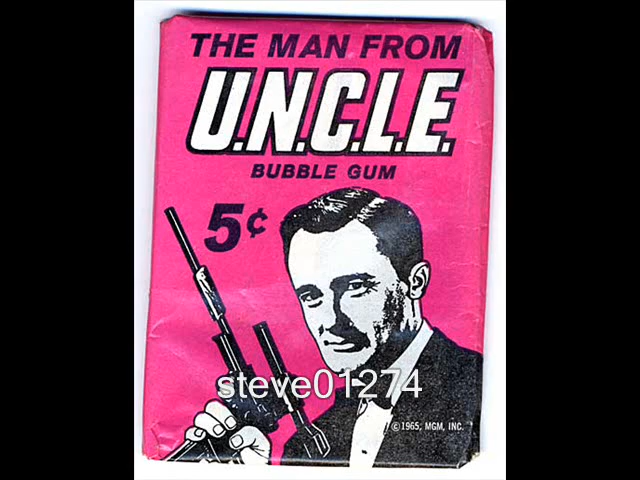 THE MAN FROM
U.N.C.L.E.
BUBBLE GUM
5¢
steve01274
©1965, MGM, INC.